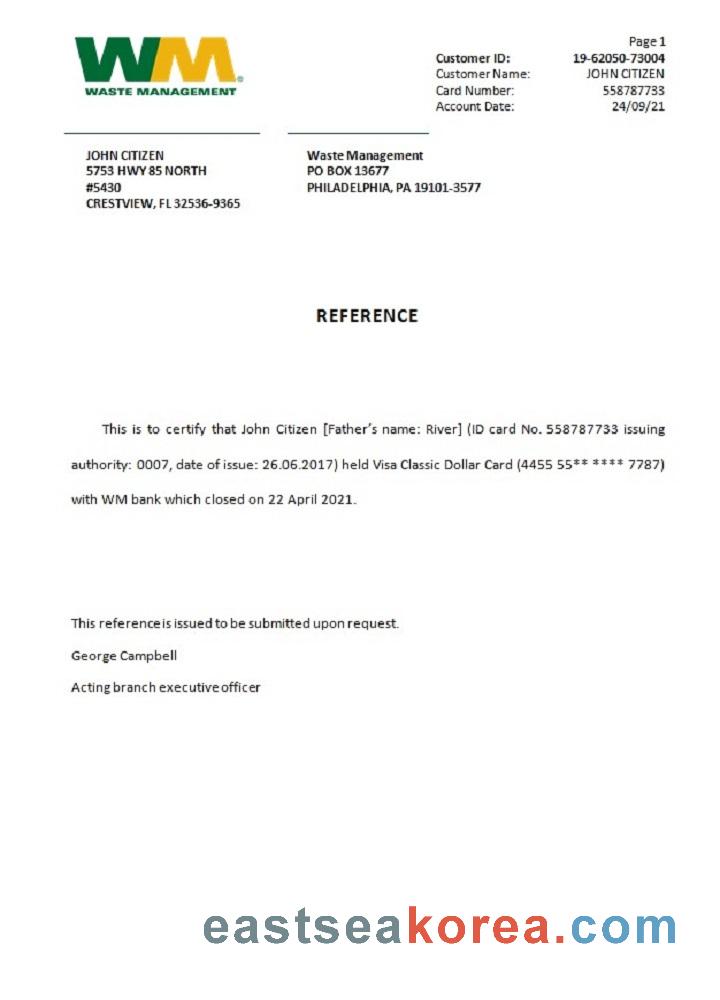 WM
WASTE MANAGEMENT
Page 1
Customer ID: 19-62050-73004
Customer Name: JOHN CITIZEN
Card Number: 558787733
Account Date: 24/09/21
JOHN CITIZEN
5753 HWY 85 NORTH
#5430
CRESTVIEW, FL 32536-9365
Waste Management
PO BOX 13677
PHILADELPHIA, PA 19101-3577
REFERENCE
This is to certify that John Citizen [Father's name: River] (ID card No. 558787733 issuing
authority: 0007, date of issue: 26.06.2017) held Visa Classic Dollar Card (4455 55** **** 7787)
with WM bank which closed on 22 April 2021.
This reference is issued to be submitted upon request.
George Campbell
Acting branch executive officer
eastseakorea.com